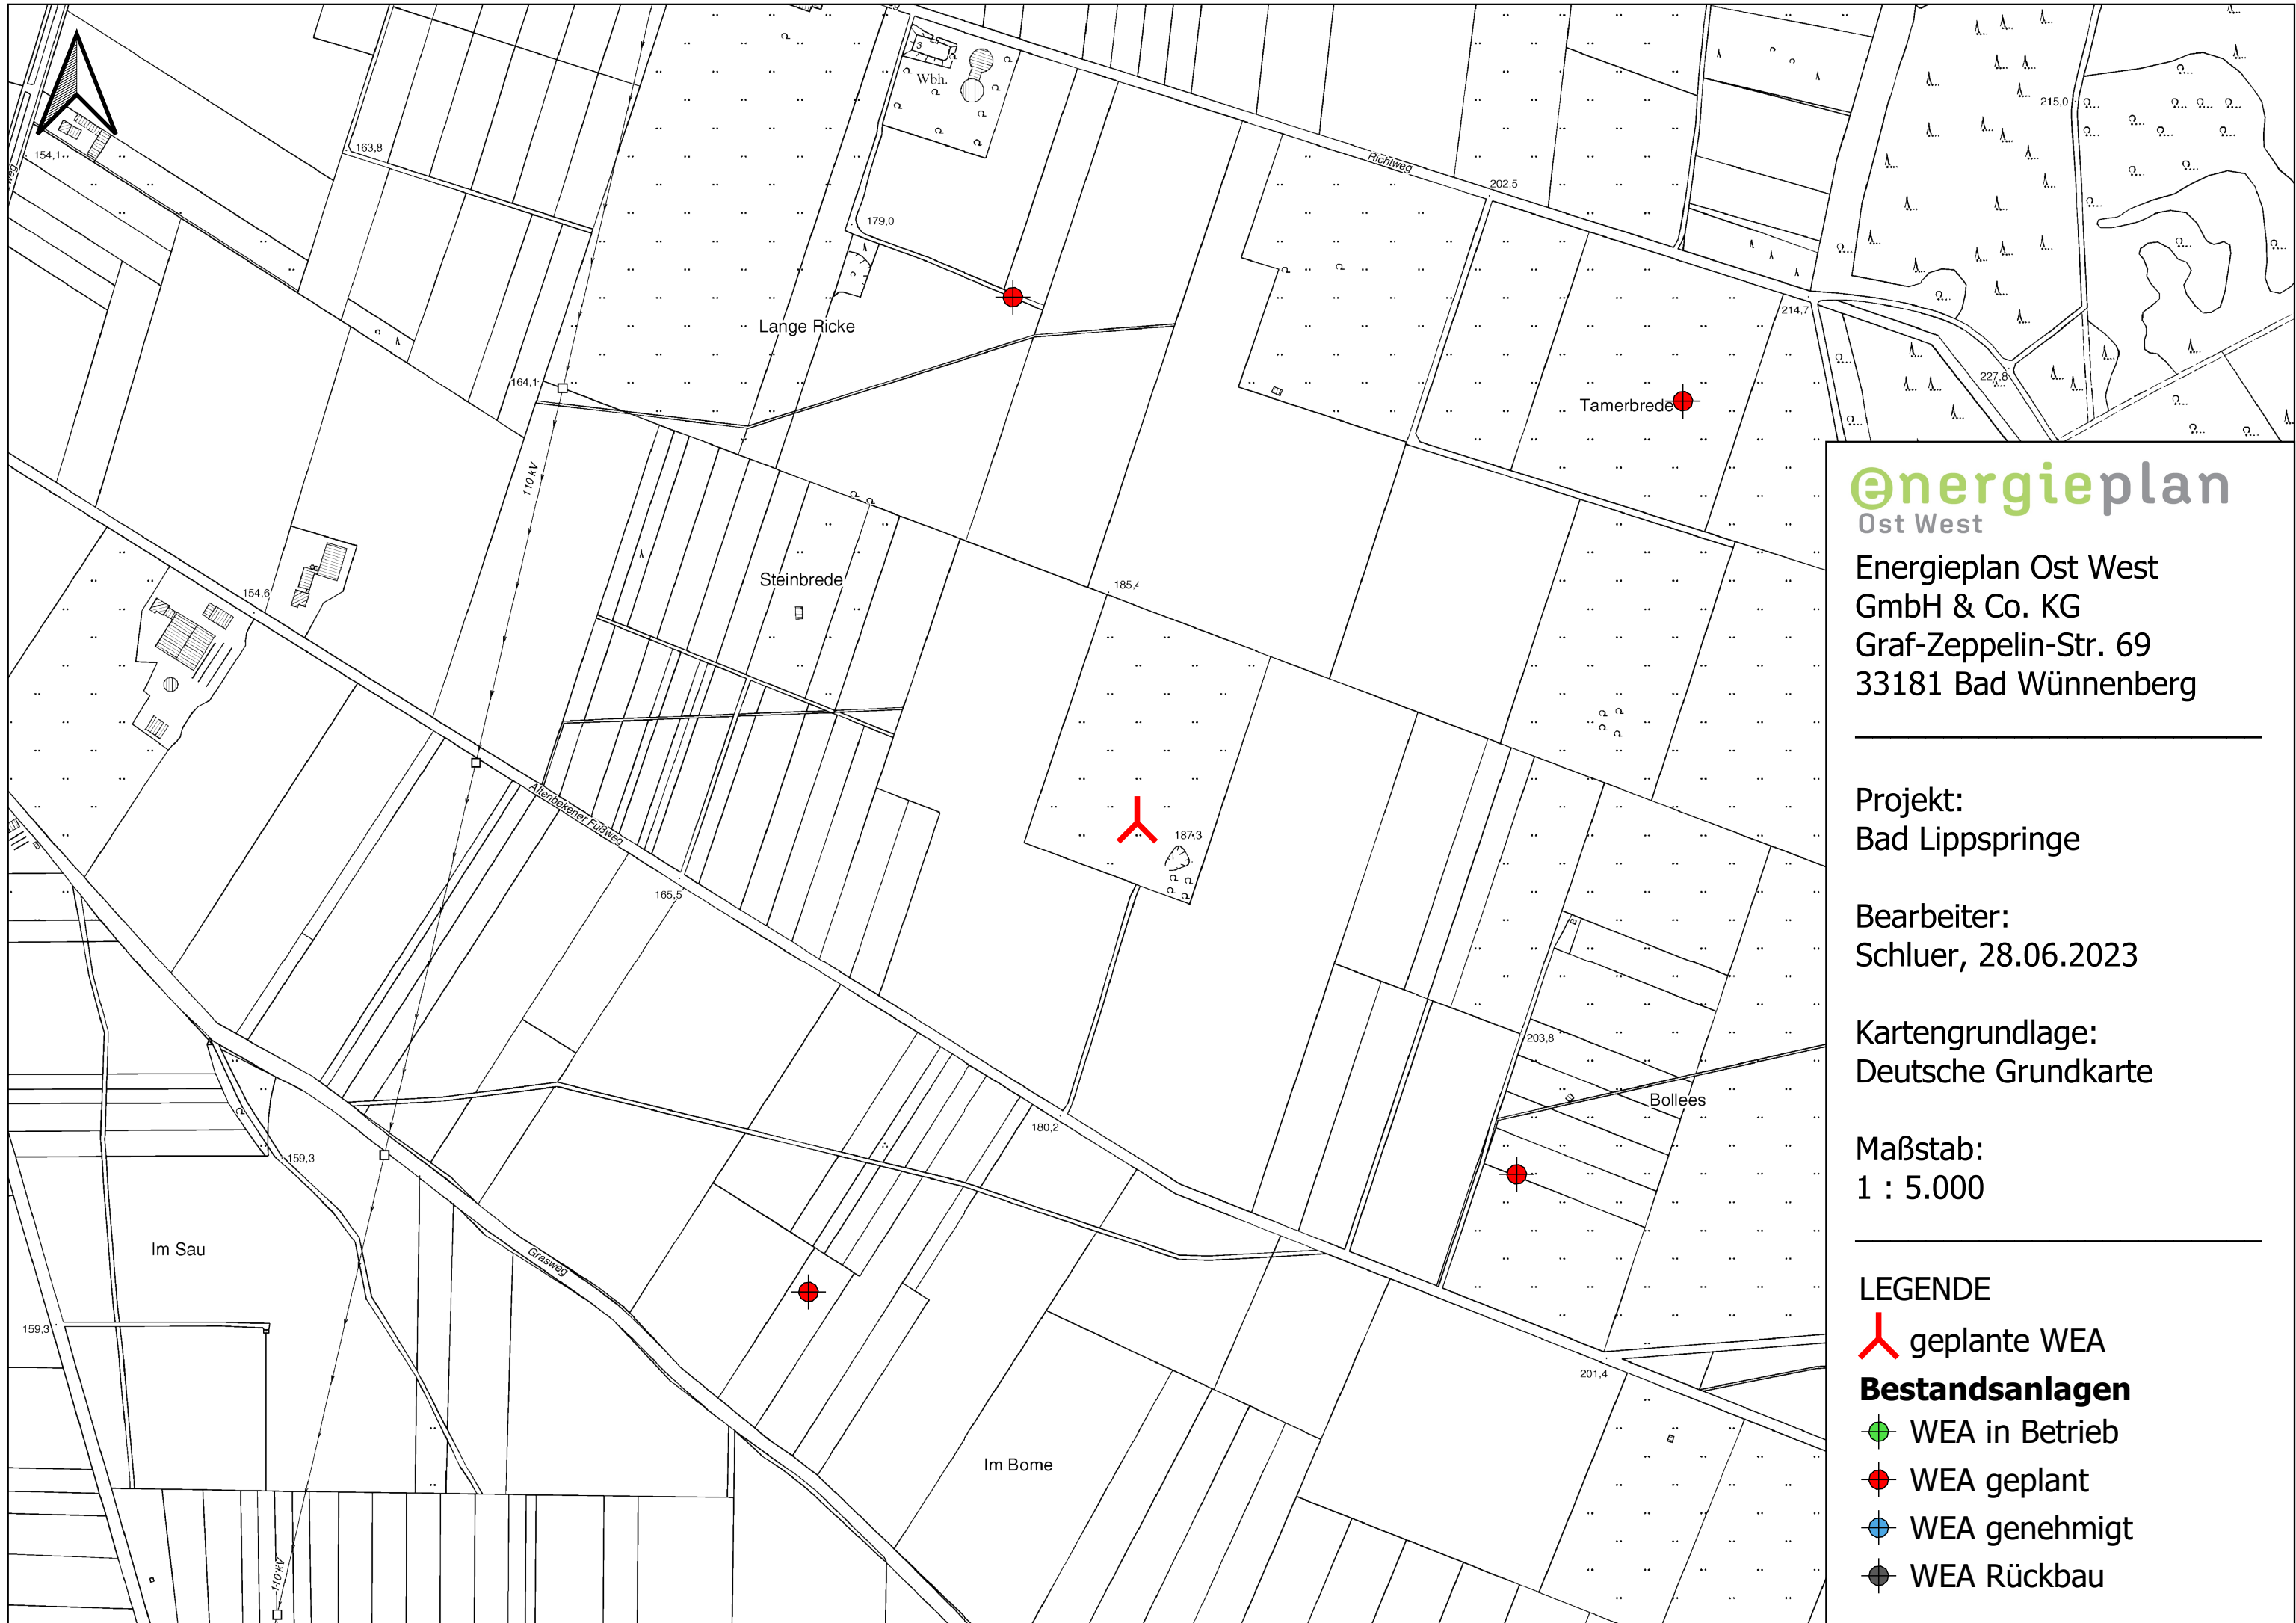 3
Wbh.
215,0
154,1
163,8
Richtweg
202,5
179,0
214,7
Lange Ricke
227,8
164,1
Tamerbrede
110 kV
energieplan
Ost West
Energieplan Ost West
GmbH & Co. KG
Graf-Zeppelin-Str. 69
33181 Bad Wünnenberg
Steinbrede
185,4
154,6
8
Projekt:
Bad Lippspringe
Altenbekener Fußweg
187,3
165,5
Bearbeiter:
Schluer, 28.06.2023
Kartengrundlage:
Deutsche Grundkarte
203,8
Bollees
180,2
Maßstab:
1 : 5.000
159,3
Im Sau
Grasweg
159,3
LEGENDE
geplante WEA
Bestandsanlagen
WEA in Betrieb
WEA geplant
WEA genehmigt
WEA Rückbau
201,4
Im Bome
110 kV